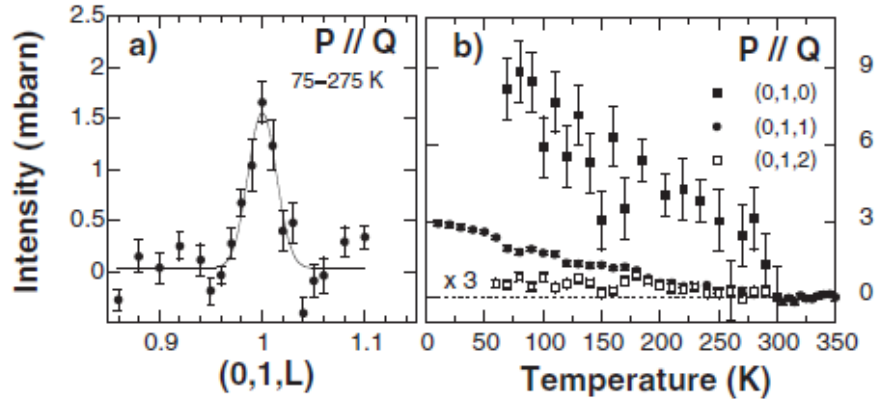 a) P // Q
75–275 K
Intensity (mbarn)
2.5
2
1.5
1
0.5
0
0.9 1 1.1
(0,1,L)
b) P // Q
(0,1,0)
(0,1,1)
(0,1,2)
x 3
9
6
3
0
0 50 100 150 200 250 300 350
Temperature (K)